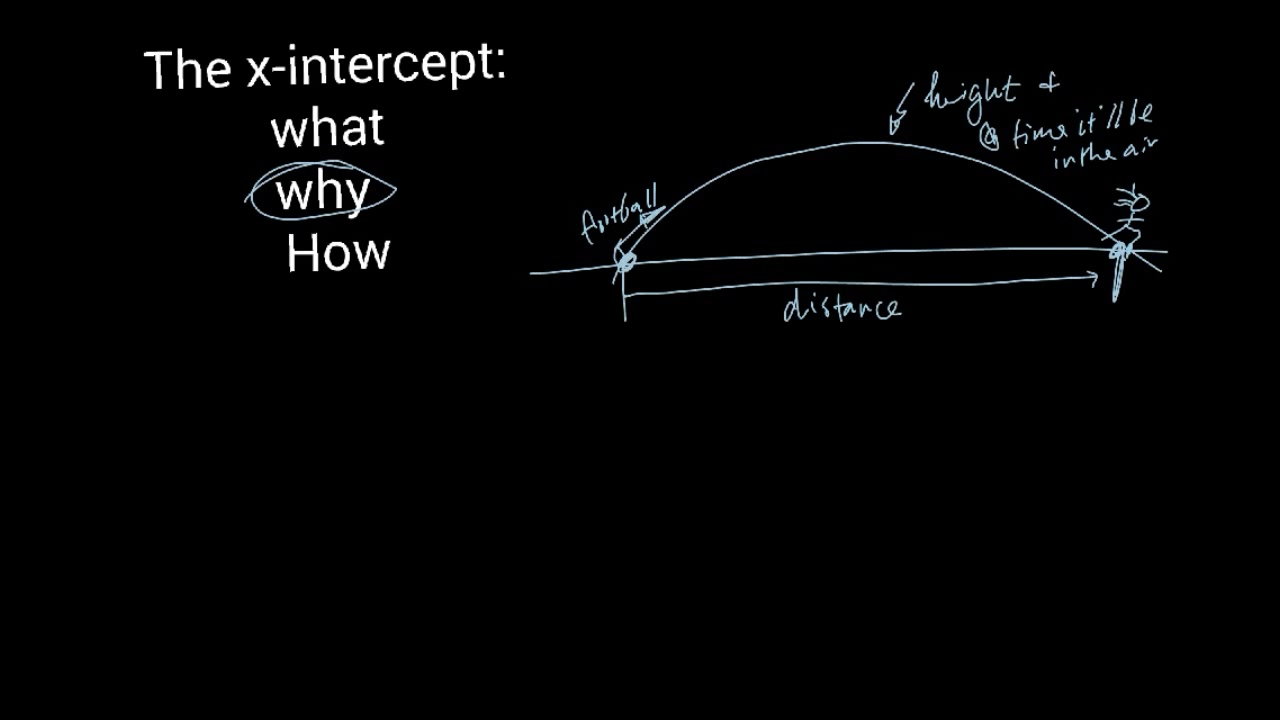 The x-intercept:
what
why
How
height &
@ time it'll be
in the air
football
distance